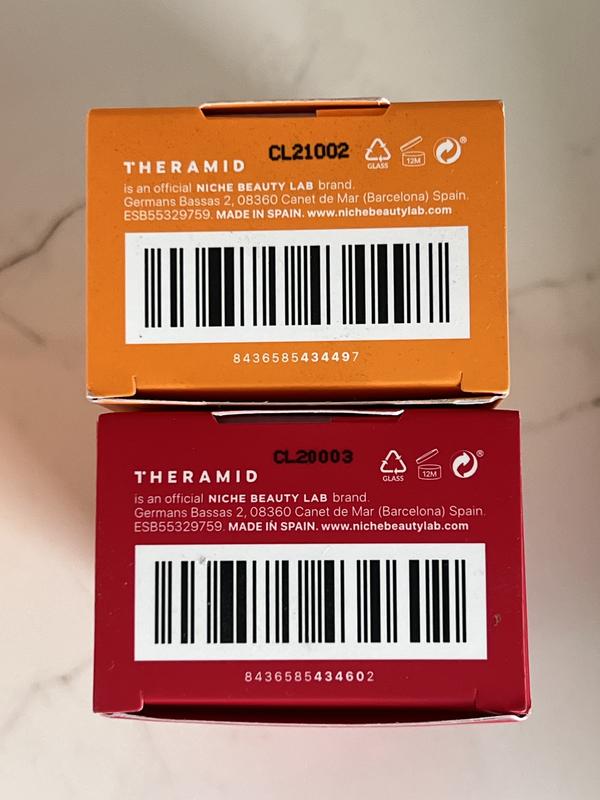 CL21002
THERAMID
GLASS
12M
is an official NICHE BEAUTY LAB brand.
Germans Bassas 2, 08360 Canet de Mar (Barcelona) Spain.
ESB55329759. MADE IN SPAIN. www.nichebeautylab.com
8436585434497
CL20003
THERAMID
GLASS
12M
is an official NICHE BEAUTY LAB brand.
Germans Bassas 2, 08360 Canet de Mar (Barcelona) Spain.
ESB55329759. MADE IN SPAIN. www.nichebeautylab.com
8436585434602